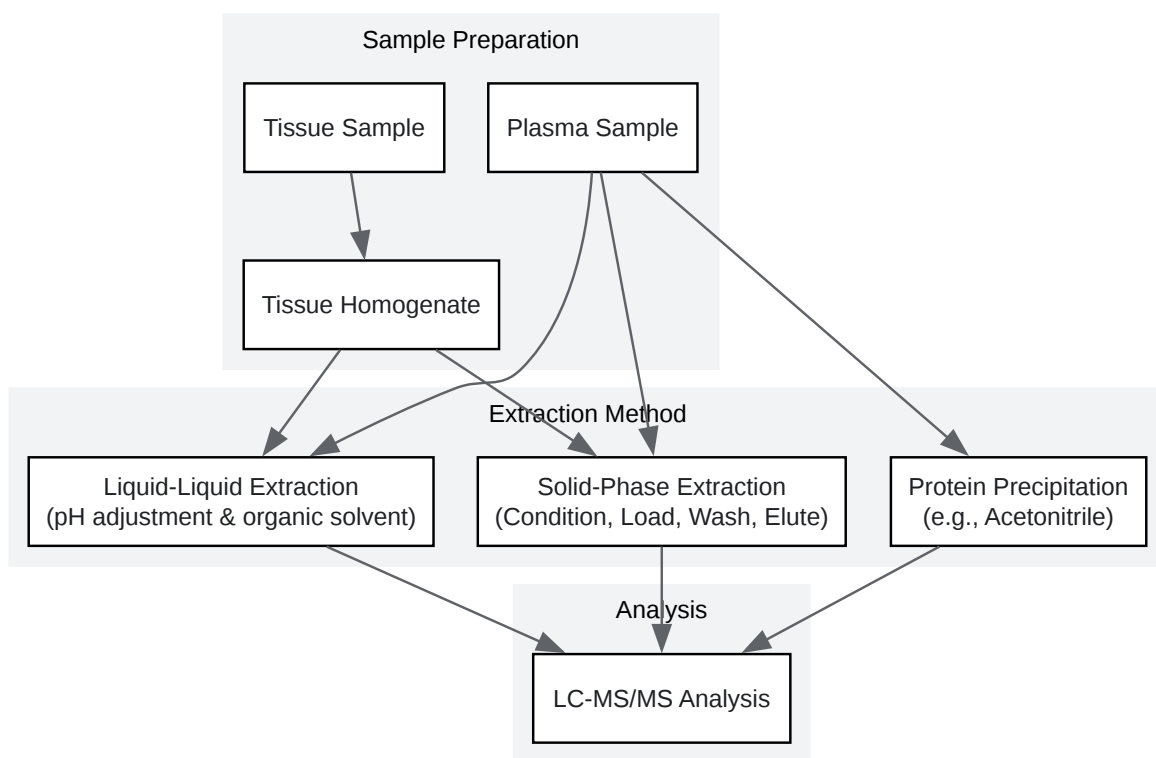 Sample Preparation
Tissue Sample
Plasma Sample
Tissue Homogenate
Extraction Method
Liquid-Liquid Extraction
(pH adjustment & organic solvent)
Solid-Phase Extraction
(Condition, Load, Wash, Elute)
Protein Precipitation
(e.g., Acetonitrile)
Analysis
LC-MS/MS Analysis